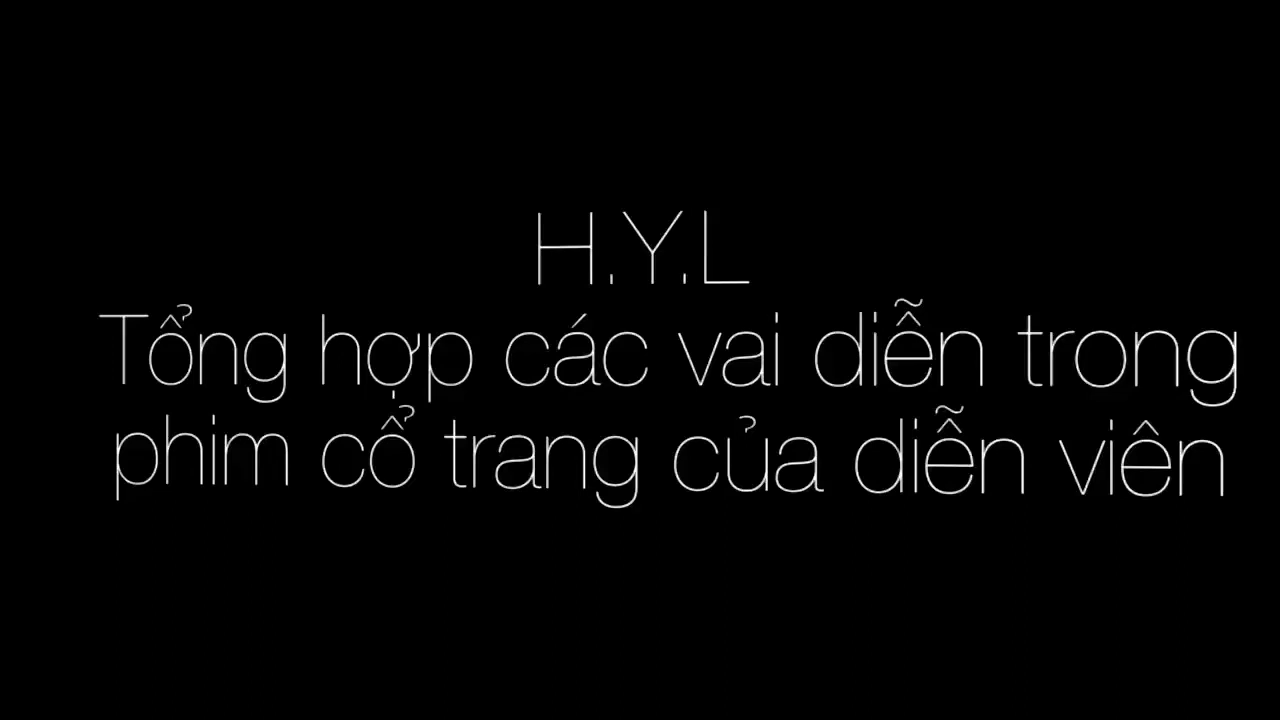 H.Y.L
Tổng hợp các vai diễn trong
phim cổ trang của diễn viên